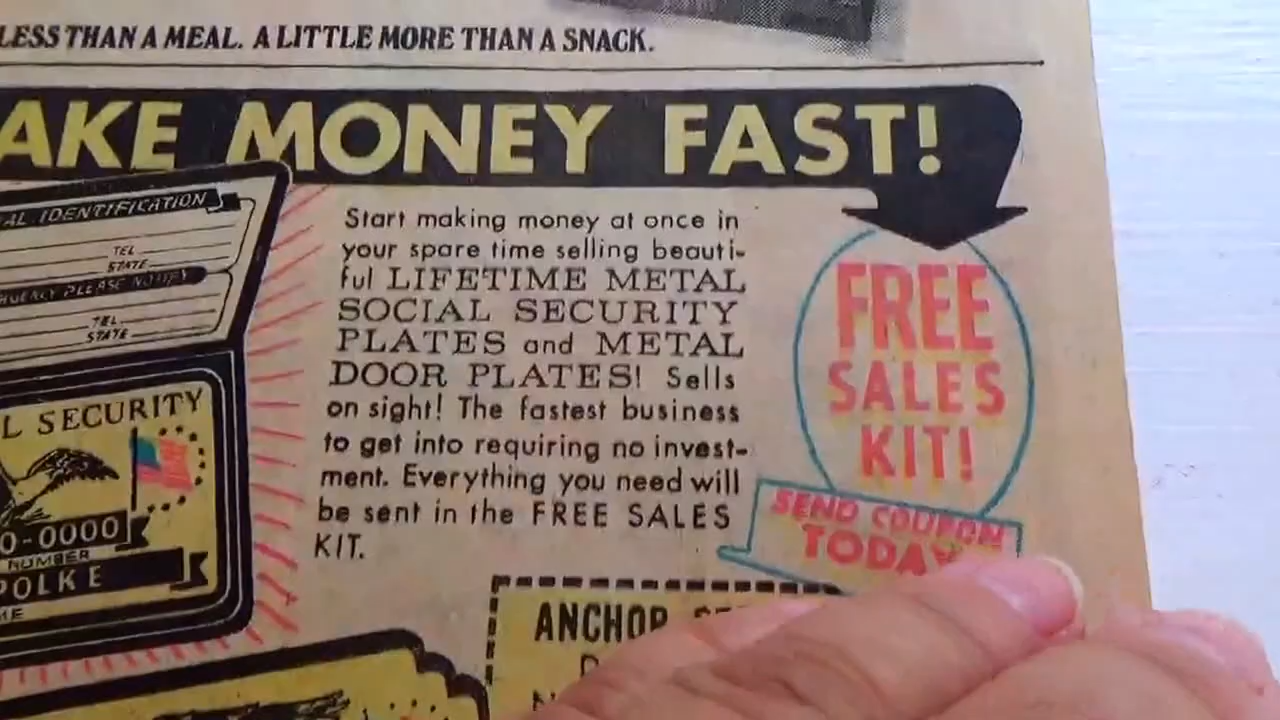 LESS THAN A MEAL. A LITTLE MORE THAN A SNACK.
AKE MONEY FAST!
AL IDENTIFICATION
TEL
STATE
PLEASE NOTIFY
TEL
STATE
L SECURITY
0-0000
NUMBER
POLKE
Start making money at once in
your spare time selling beauti-
ful LIFETIME METAL
SOCIAL SECURITY
PLATES and METAL
DOOR PLATES! Sells
on sight! The fastest business
to get into requiring no invest-
ment. Everything you need will
be sent in the FREE SALES
KIT.
FREE
SALES
KIT!
SEND COUPON
TODAY
ANCHOR